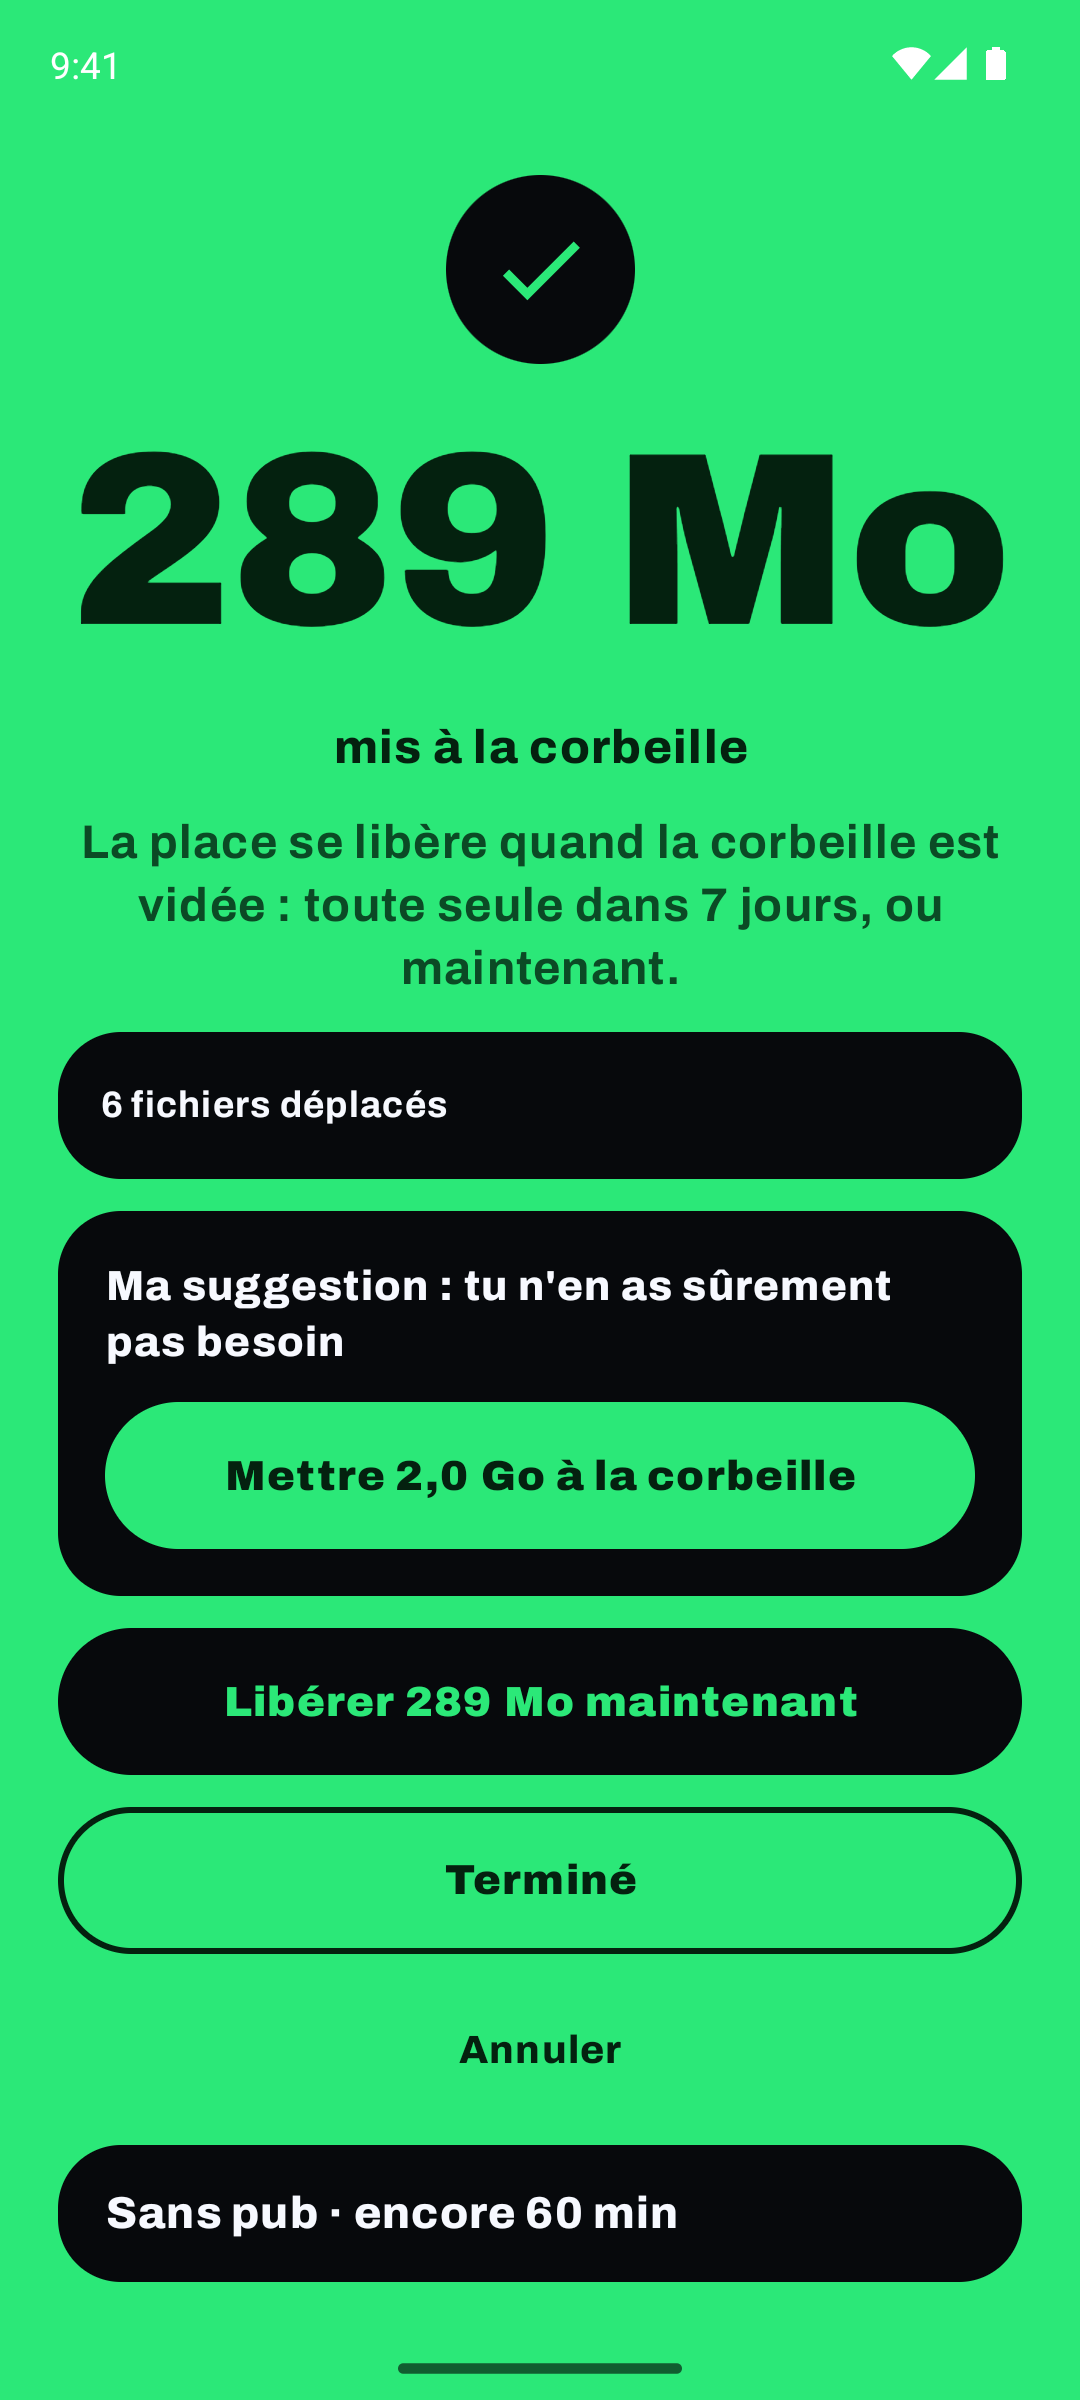 9:41
289 Mo
mis à la corbeille
La place se libère quand la corbeille est
vidée : toute seule dans 7 jours, ou
maintenant.
6 fichiers déplacés
Ma suggestion : tu n'en as sûrement
pas besoin
Mettre 2,0 Go à la corbeille
Libérer 289 Mo maintenant
Terminé
Annuler
Sans pub · encore 60 min